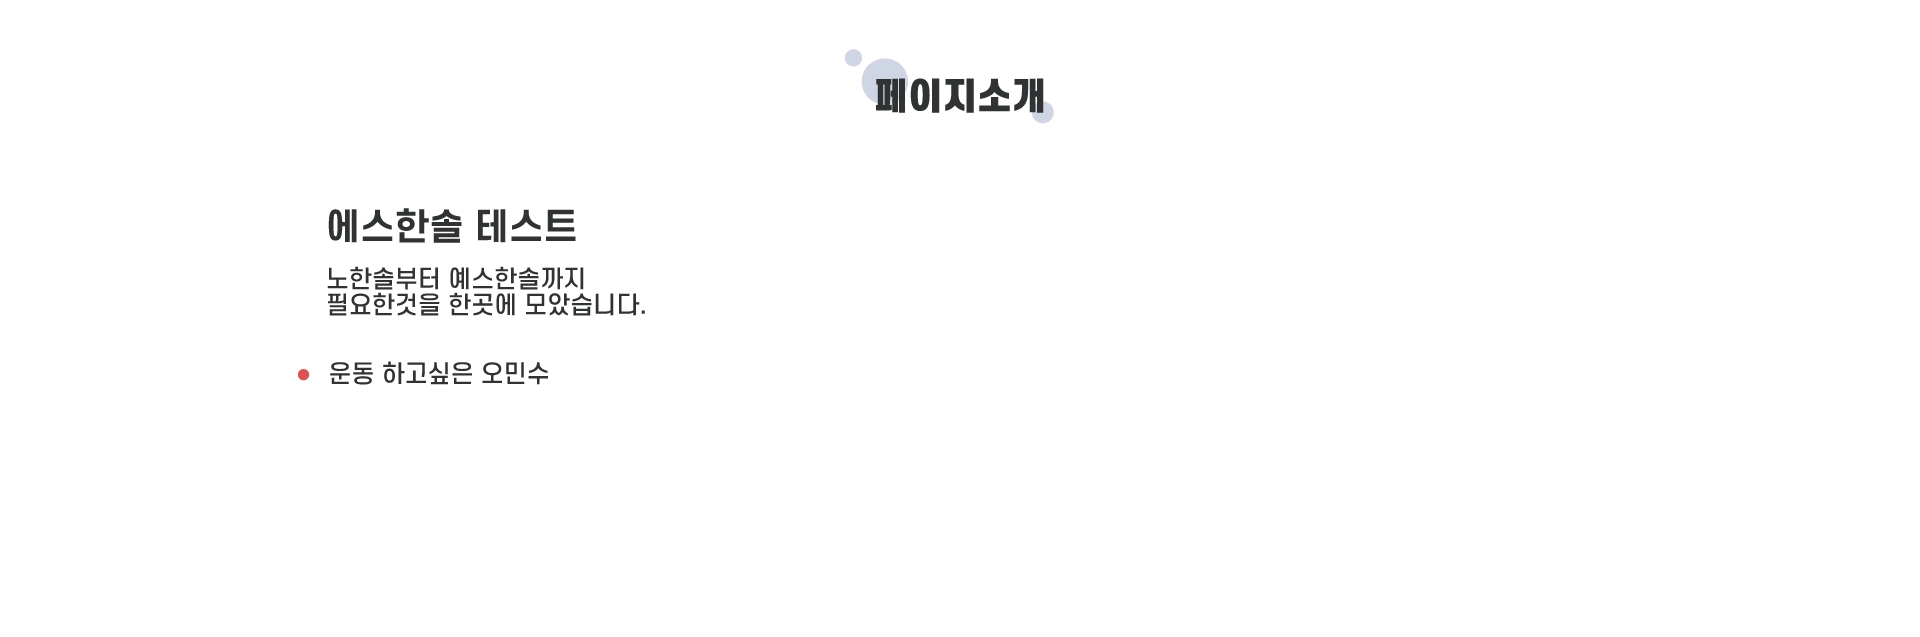 페이지소개
에스한솔 테스트
노한솔부터 예스한솔까지
필요한것을 한곳에 모았습니다.
운동 하고싶은 오민수